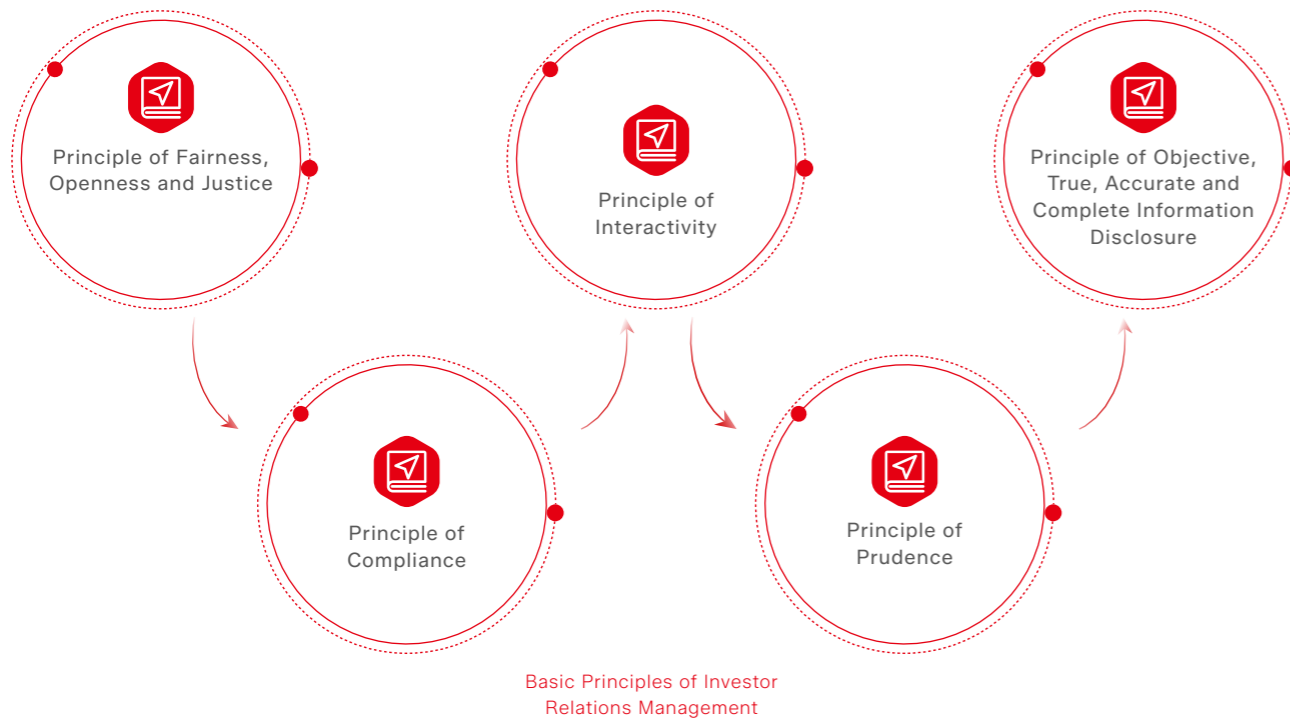 Principle of Fairness,
Openness and Justice
Principle of
Compliance
Principle of
Interactivity
Principle of
Prudence
Principle of Objective,
True, Accurate and
Complete Information
Disclosure
Basic Principles of Investor
Relations Management